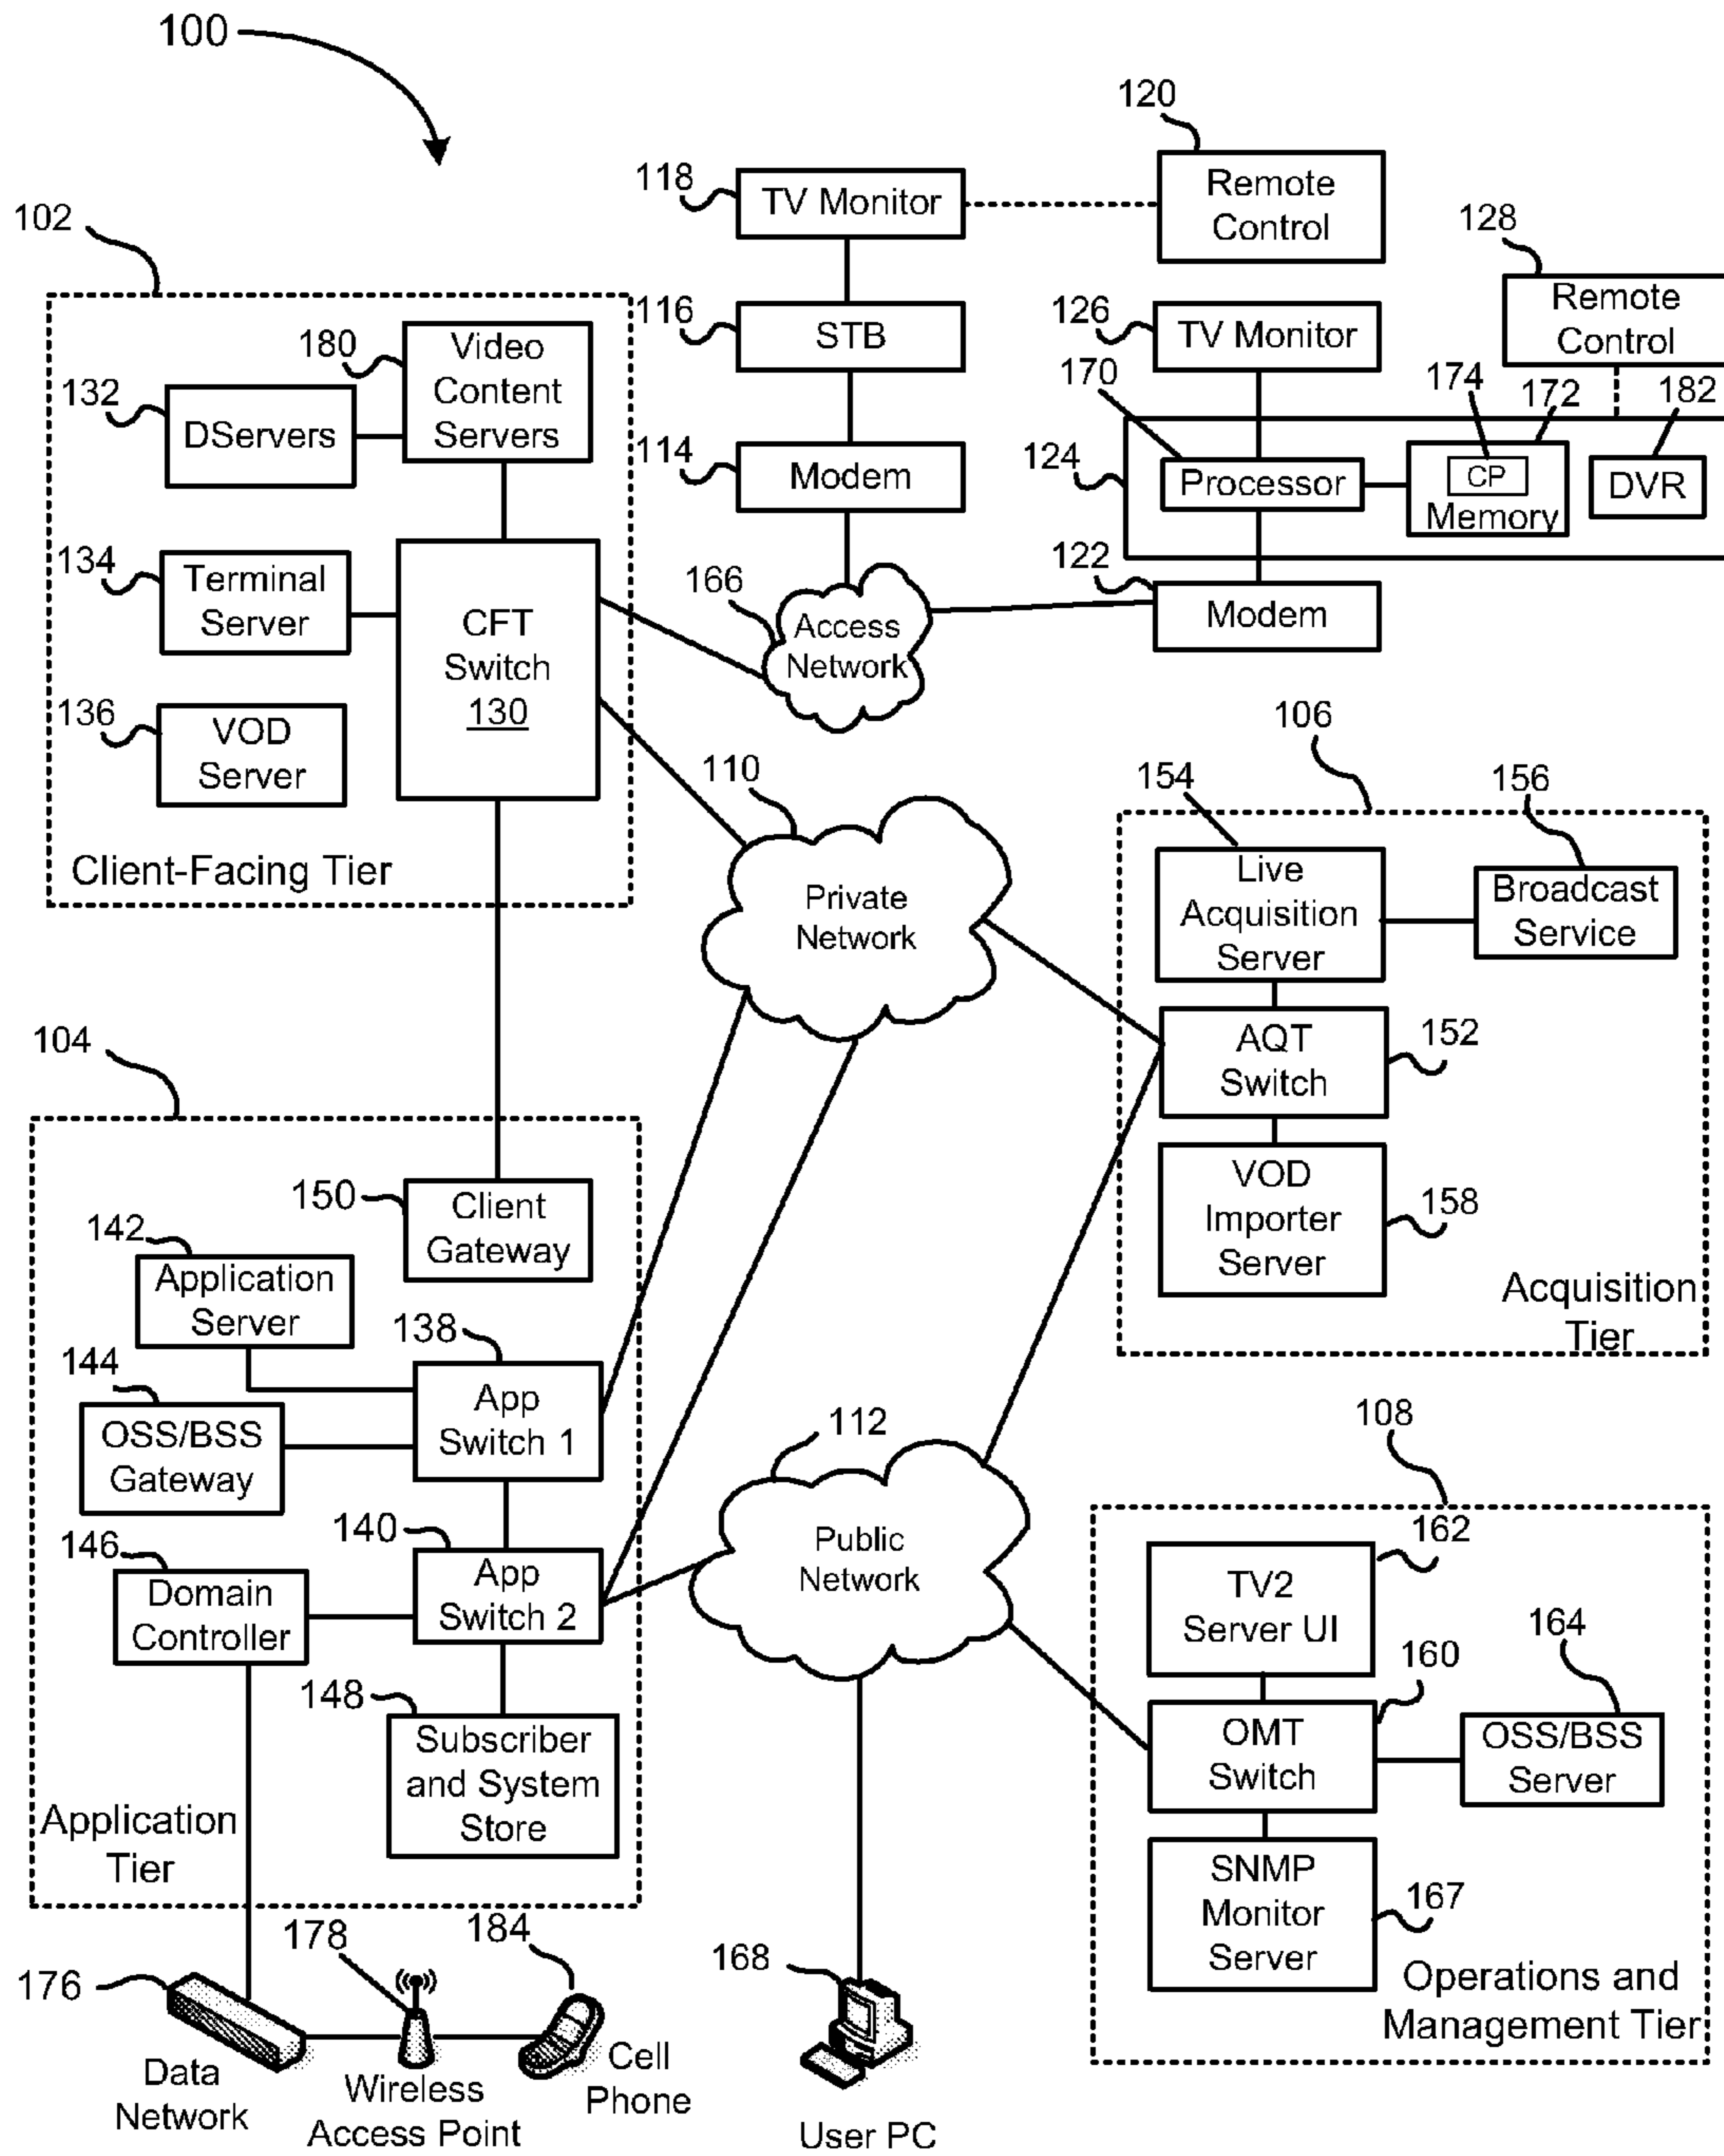 100
120
118
TV Monitor
Remote
Control
102
128
Remote
Control
116
STB
126
TV Monitor
180
Video
Content
Servers
132
DServers
170
174
172
182
114
Modem
124
Processor
CP
Memory
DVR
134
Terminal
Server
CFT
Switch
130
166
Access
Network
122
Modem
136
VOD
Server
110
106
154
156
Client-Facing Tier
Private
Network
Live
Acquisition
Server
Broadcast
Service
104
AQT
Switch
152
150
Client
Gateway
VOD
Importer
Server
158
142
Application
Server
Acquisition
Tier
138
144
App
Switch 1
OSS/BSS
Gateway
112
108
140
146
App
Switch 2
Domain
Controller
Public
Network
162
TV2
Server UI
164
160
148
Subscriber
and System
Store
OMT
Switch
OSS/BSS
Server
Application
Tier
SNMP
Monitor
Server
167
178
184
168
176
Operations and
Management Tier
Data
Network
Wireless
Access Point
Cell
Phone
User PC